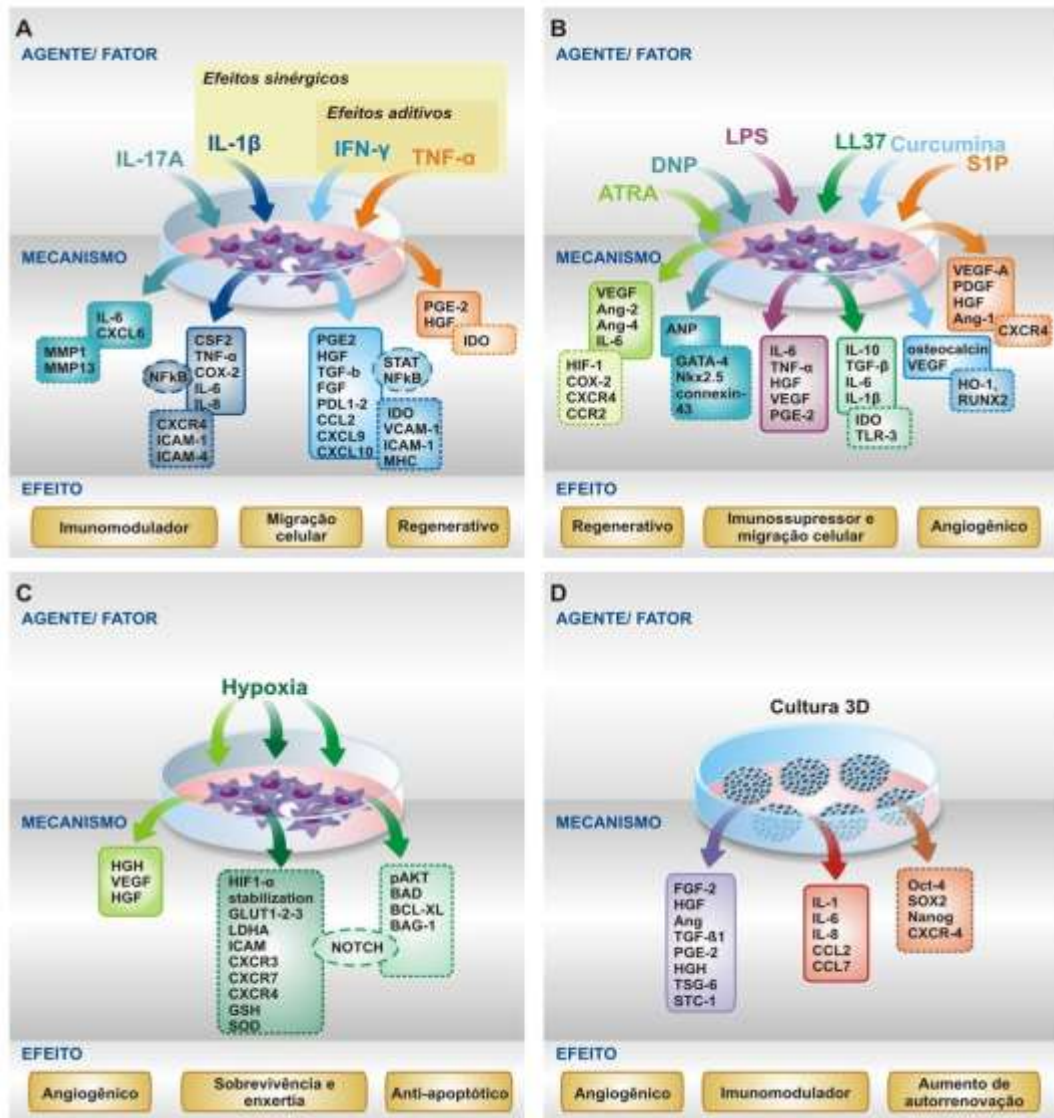 A
AGENTE/ FATOR
Efeitos sinérgicos
Efeitos aditivos
IL-17A
IL-1β
IFN-γ
TNF-α
MECANISMO
IL-6
CXCL6
MMP1
MMP13
NFkB
CSF2
TNF-α
COX-2
IL-6
IL-8
CXCR4
ICAM-1
ICAM-4
PGE2
HGF
TGF-b
FGF
PDL1-2
CCL2
CXCL9
CXCL10
STAT
NFkB
IDO
VCAM-1
ICAM-1
MHC
PGE-2
HGF
IDO
EFEITO
Imunomodulador
Migração
celular
Regenerativo
B
AGENTE/ FATOR
ATRA
DNP
LPS
LL37
Curcumina
S1P
MECANISMO
VEGF
Ang-2
Ang-4
IL-6
HIF-1
COX-2
CXCR4
CCR2
ANP
GATA-4
Nkx2.5
connexin-
43
IL-6
TNF-α
HGF
VEGF
PGE-2
IL-10
TGF-β
IL-6
IL-1β
IDO
TLR-3
osteocalcin
VEGF
HO-1,
RUNX2
VEGF-A
PDGF
HGF
Ang-1
CXCR4
EFEITO
Regenerativo
Imunossupressor e
migração celular
Angiogênico
C
AGENTE/ FATOR
Hypoxia
MECANISMO
HGH
VEGF
HGF
HIF1-α
stabilization
GLUT1-2-3
LDHA
ICAM
CXCR3
CXCR7
CXCR4
GSH
SOD
NOTCH
pAKT
BAD
BCL-XL
BAG-1
EFEITO
Angiogênico
Sobrevivência e
enxertia
Anti-apoptótico
D
AGENTE/ FATOR
Cultura 3D
MECANISMO
FGF-2
HGF
Ang
TGF-ß1
PGE-2
HGH
TSG-6
STC-1
IL-1
IL-6
IL-8
CCL2
CCL7
Oct-4
SOX2
Nanog
CXCR-4
EFEITO
Angiogênico
Imunomodulador
Aumento de
autorrenovação